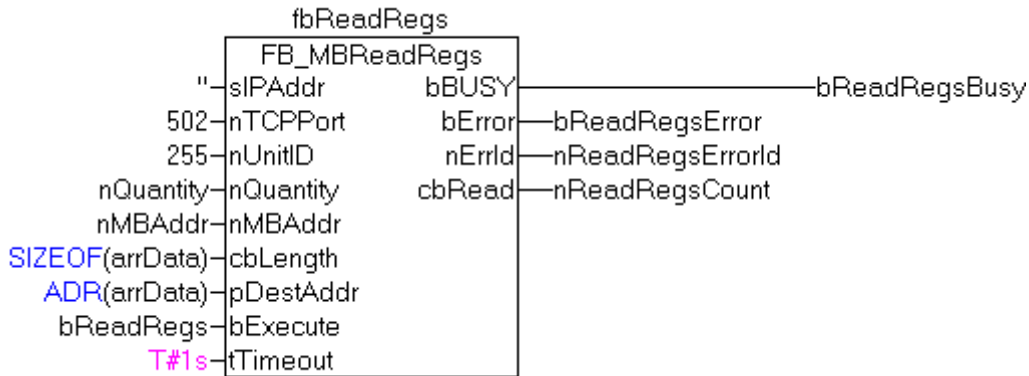 fbReadRegs
FB_MBReadRegs
''
sIPAddr
bBUSY
bReadRegsBusy
502
nTCPPort
bError
bReadRegsError
255
nUnitID
nErrId
nReadRegsErrorId
nQuantity
nQuantity
cbRead
nReadRegsCount
nMBAddr
nMBAddr
SIZEOF(arrData)
cbLength
ADR(arrData)
pDestAddr
bReadRegs
bExecute
T#1s
tTimeout